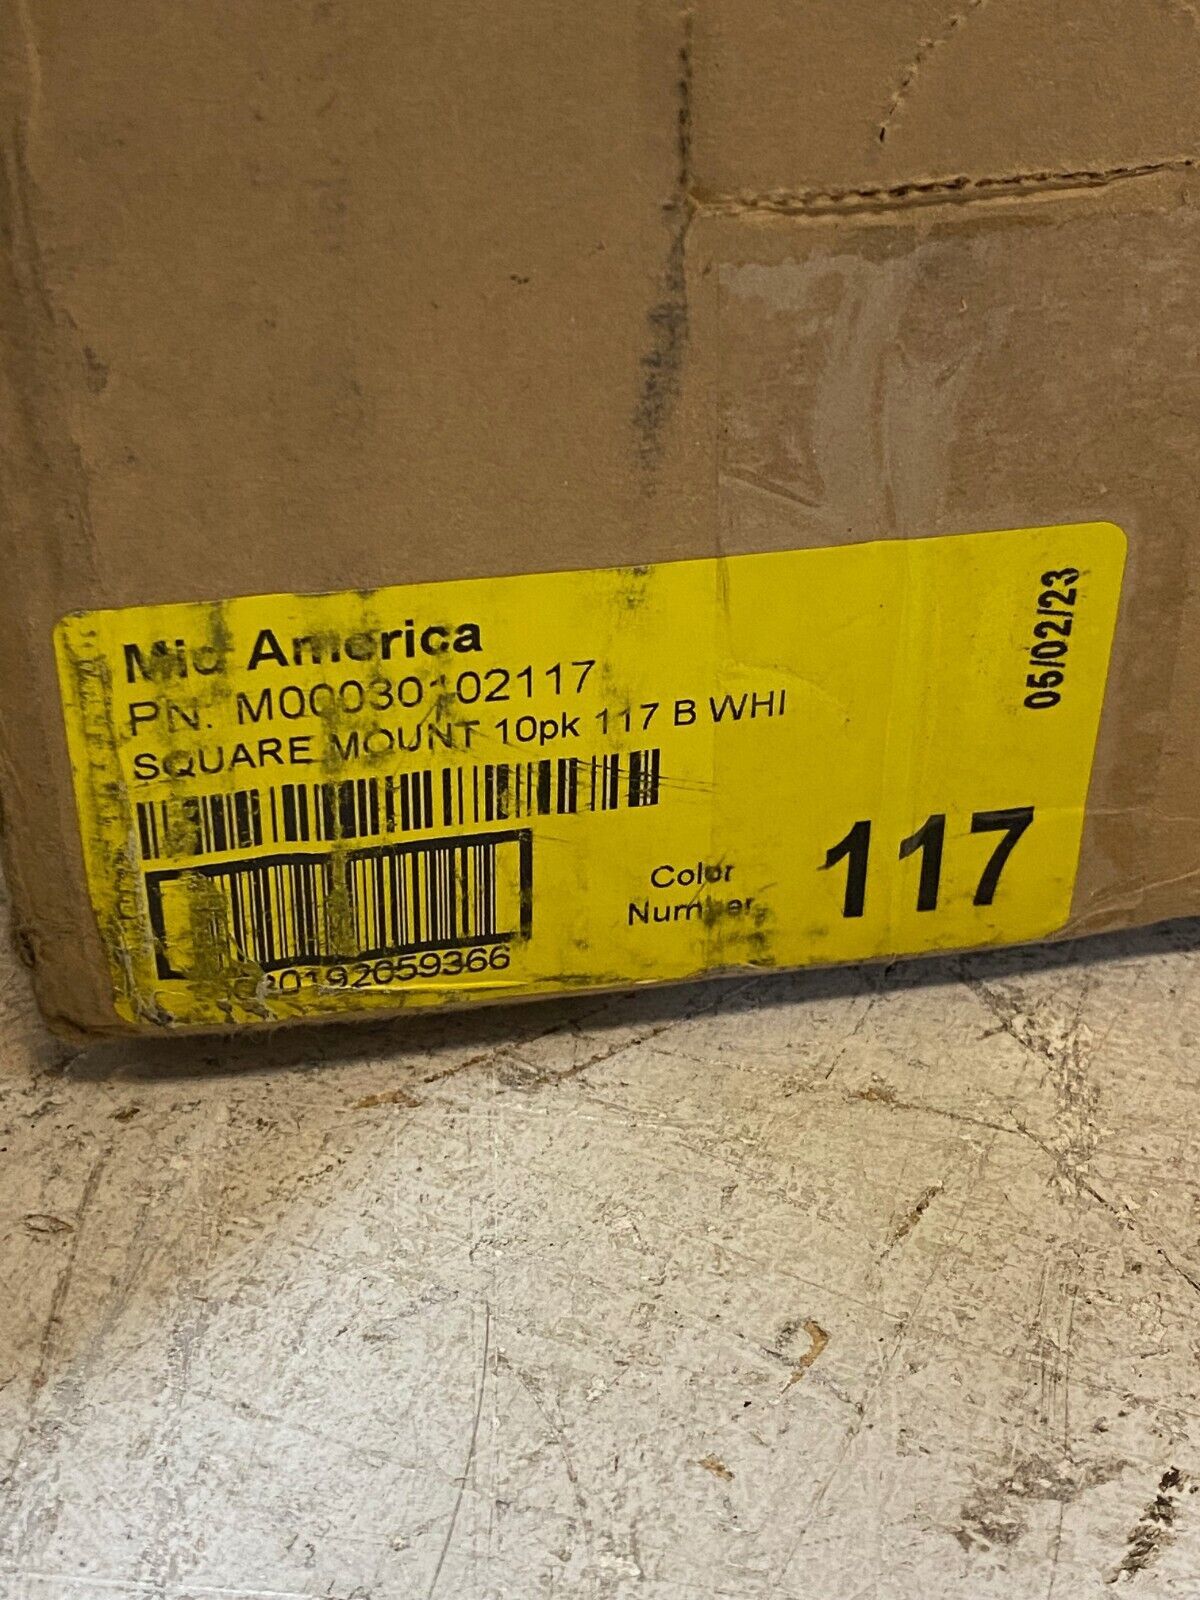 Mid America
PN: M00030102117
SQUARE MOUNT 10pk 117 B WHI
05/02/23
Color
Number
117